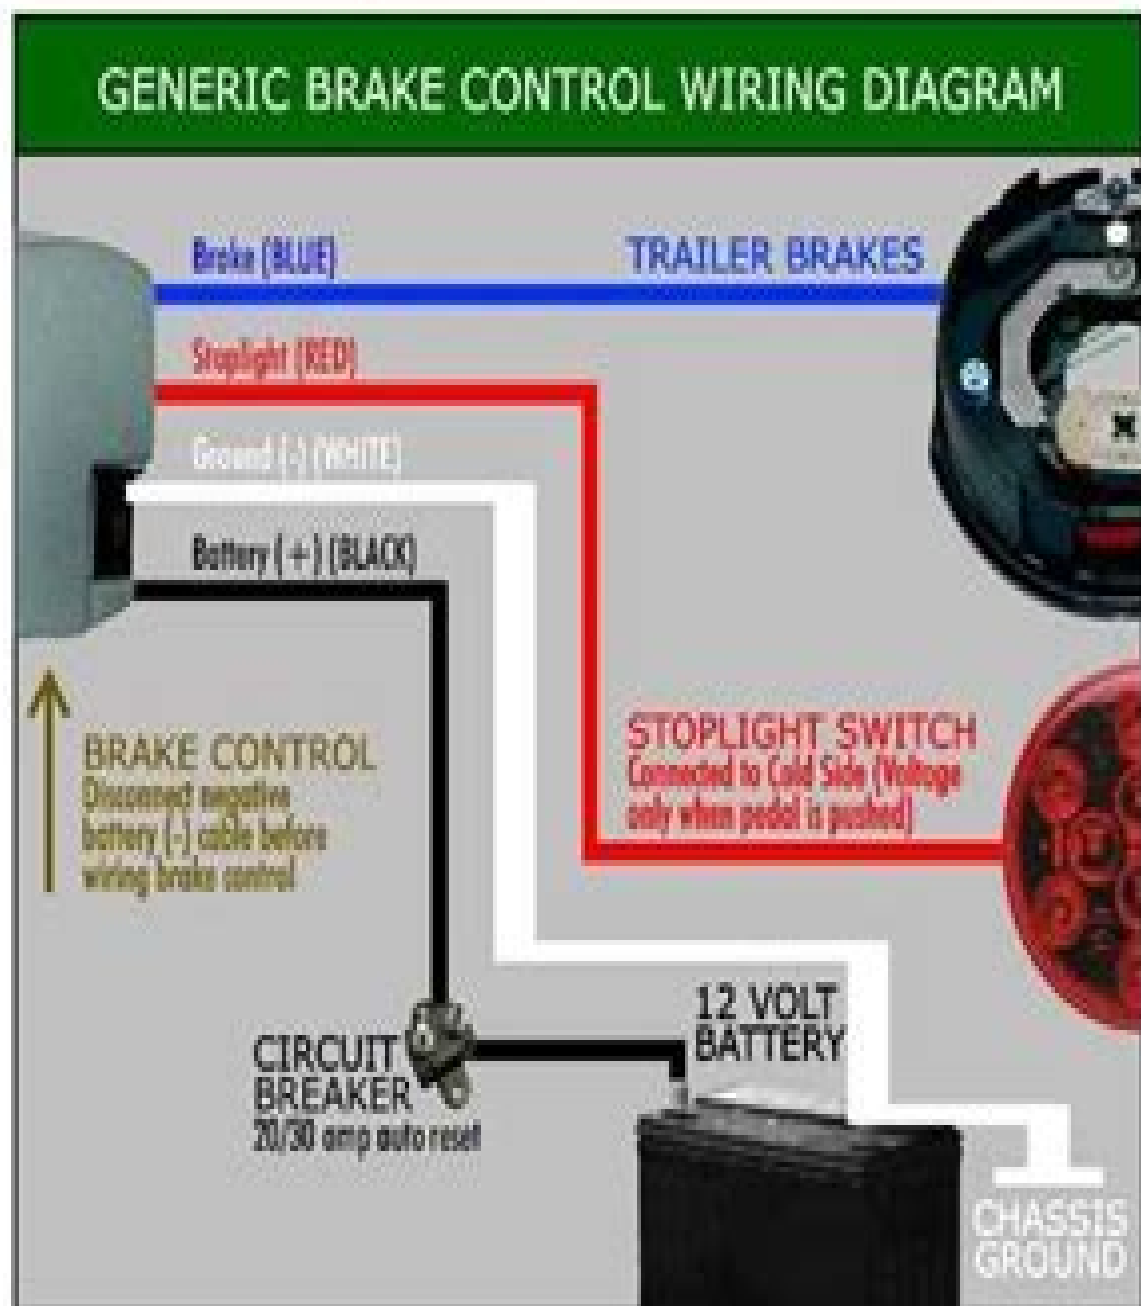 GENERIC BRAKE CONTROL WIRING DIAGRAM
Brake (BLUE)
TRAILER BRAKES
Stoplight (RED)
Ground (-) (WHITE)
Battery (+) (BLACK)
BRAKE CONTROL
Disconnect negative
battery (-) cable before
wiring brake control
STOPLIGHT SWITCH
Connected to Cold Side (Voltage
only when pedal is pushed)
12 VOLT
BATTERY
CIRCUIT
BREAKER
20/30 amp auto reset
CHASSIS
GROUND